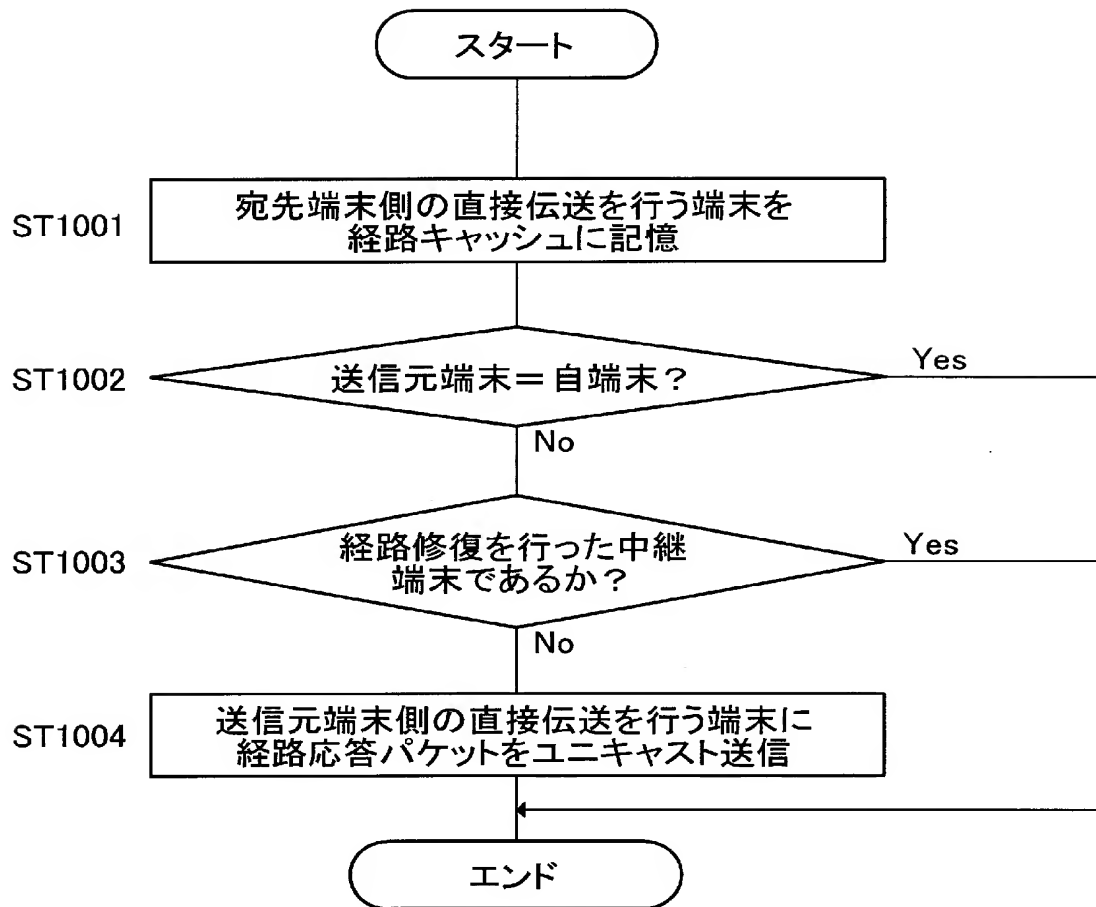 スタート
ST1001
宛先端末側の直接伝送を行う端末を
経路キャッシュに記憶
ST1002
送信元端末＝自端末？
Yes
No
ST1003
経路修復を行った中継
端末であるか？
Yes
No
ST1004
送信元端末側の直接伝送を行う端末に
経路応答パケットをユニキャスト送信
エンド